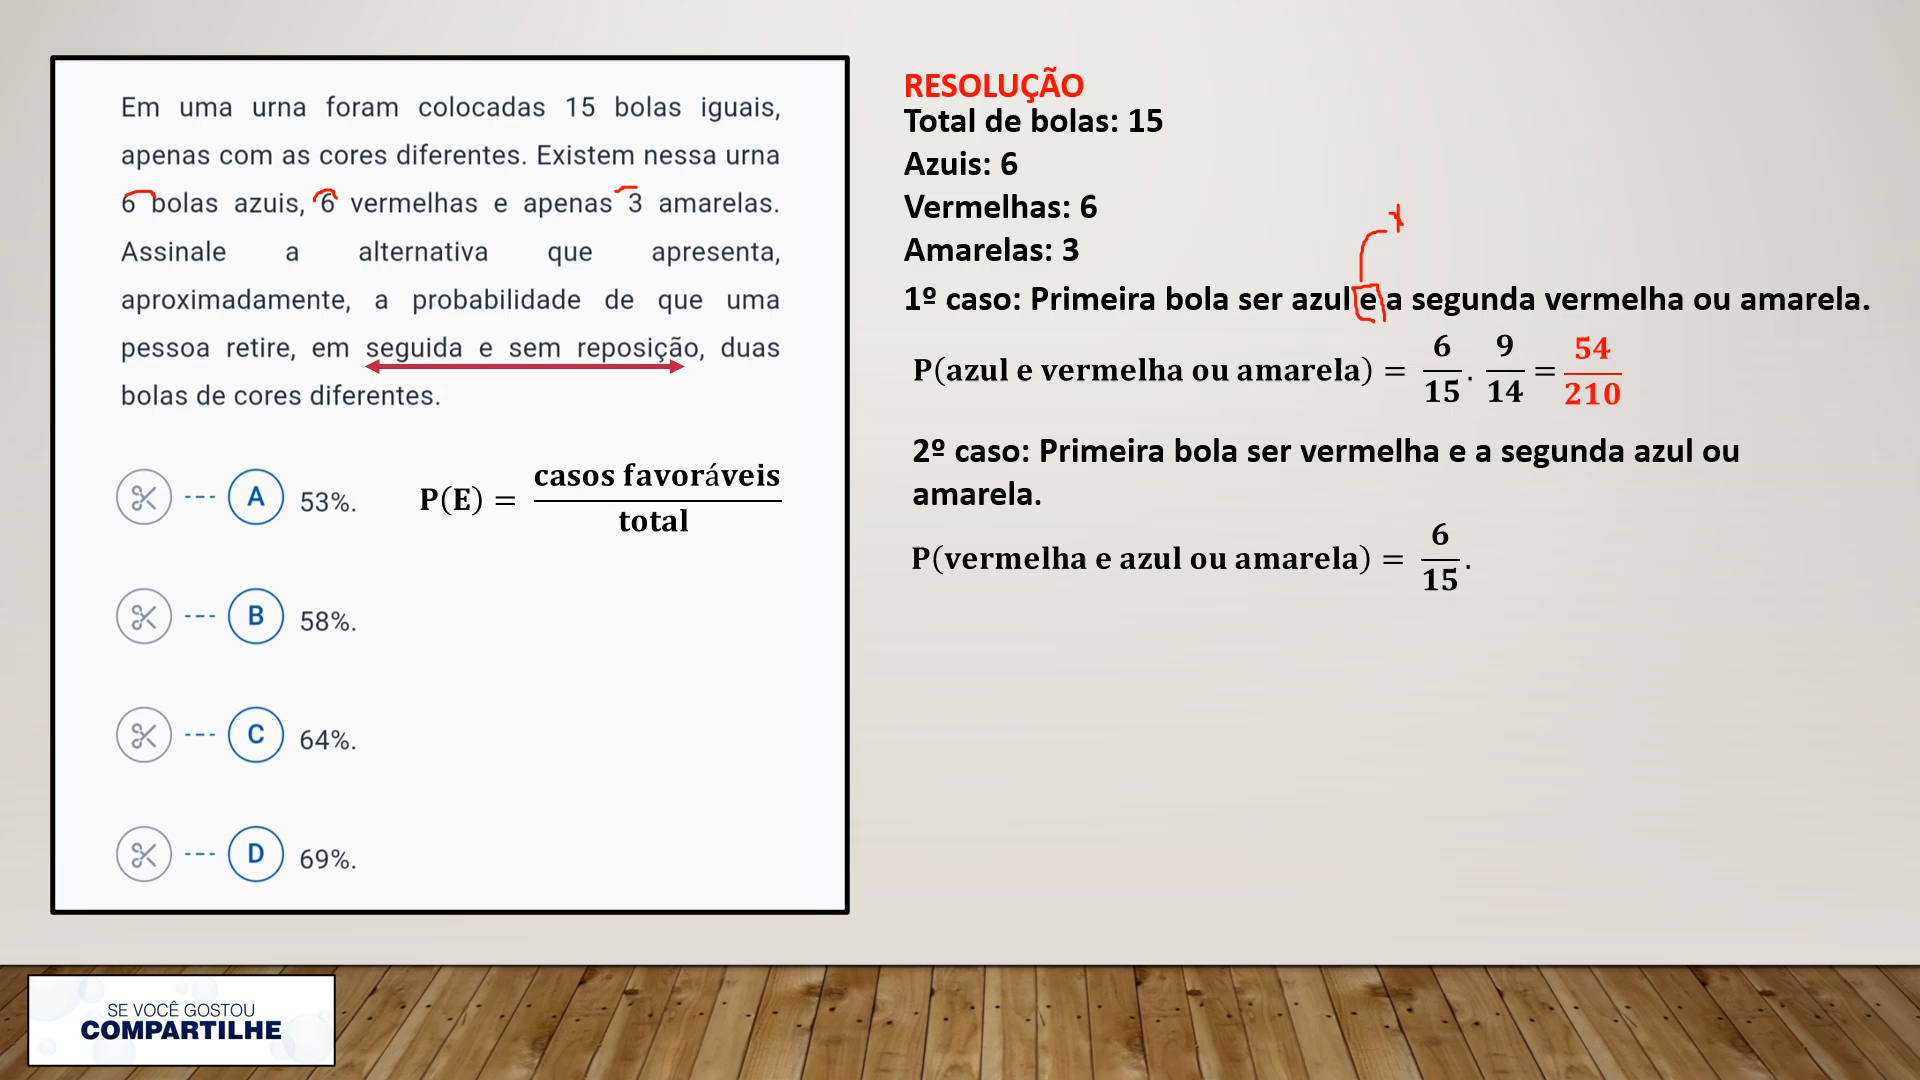 Em uma urna foram colocadas 15 bolas iguais,
apenas com as cores diferentes. Existem nessa urna
6 bolas azuis, 6 vermelhas e apenas 3 amarelas.
Assinale a alternativa que apresenta,
aproximadamente, a probabilidade de que uma
pessoa retire, em seguida e sem reposição, duas
bolas de cores diferentes.
A 53%.
P(E) = casos favoráveis / total
B 58%.
C 64%.
D 69%.
RESOLUÇÃO
Total de bolas: 15
Azuis: 6
Vermelhas: 6
Amarelas: 3
1º caso: Primeira bola ser azul e a segunda vermelha ou amarela.
P(azul e vermelha ou amarela) = 6/15 . 9/14 = 54/210
2º caso: Primeira bola ser vermelha e a segunda azul ou
amarela.
P(vermelha e azul ou amarela) = 6/15 .
SE VOCÊ GOSTOU
COMPARTILHE